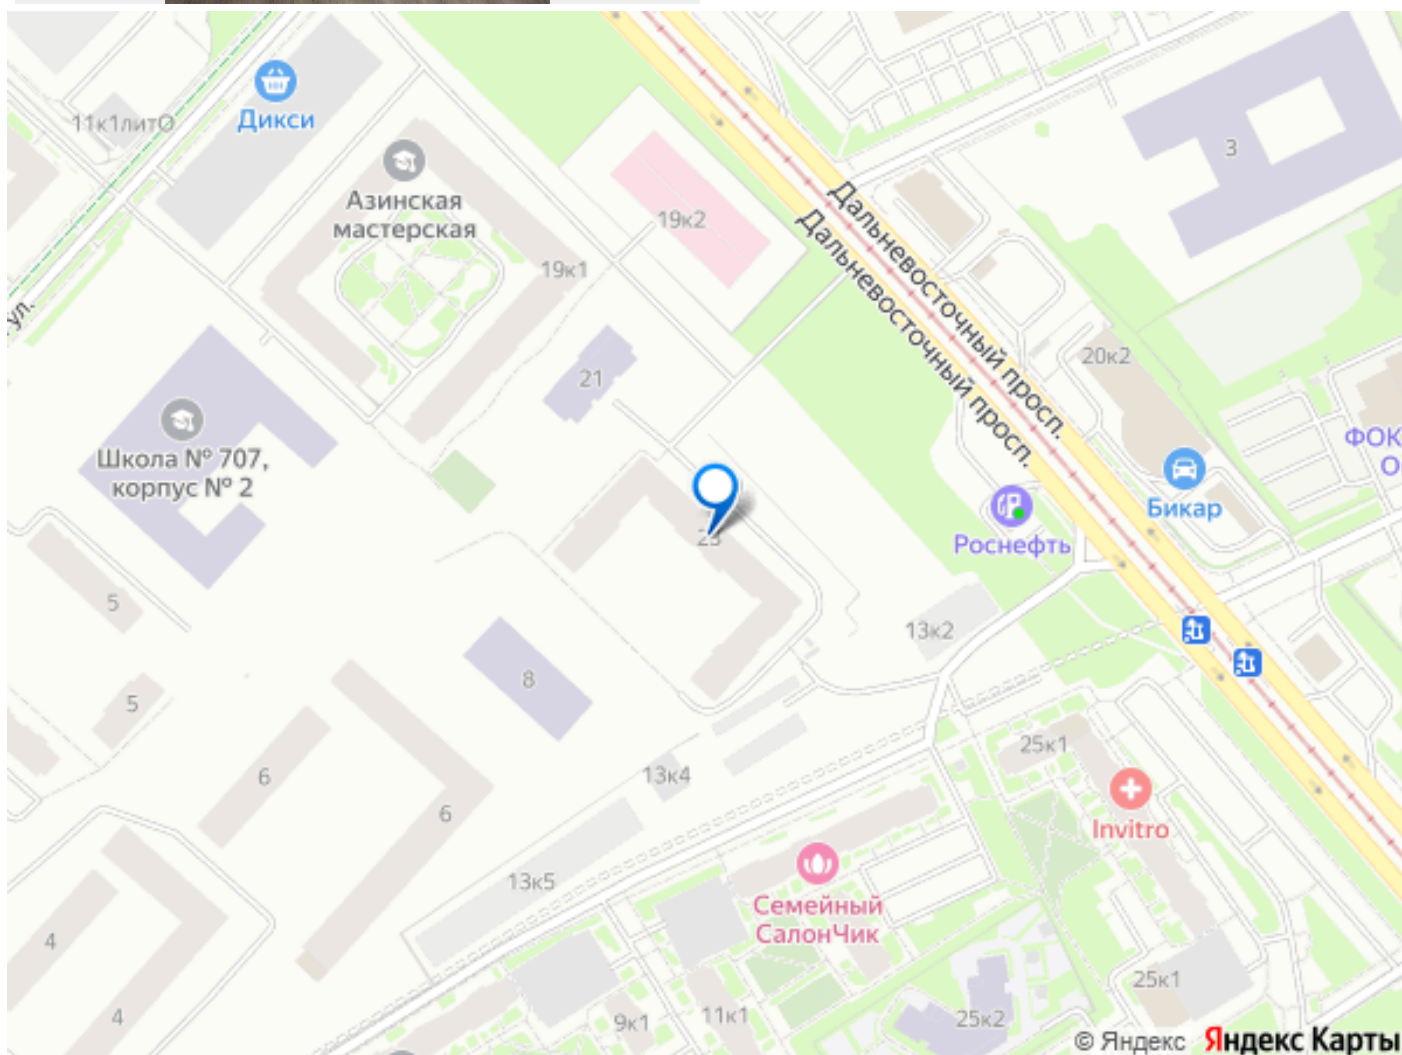 Дикси
11к1литО
3
Азинская
мастерская
19к2
Дальневосточный просп.
Дальневосточный просп.
19к1
ул.
20к2
21
ФОК
О
Школа № 707,
корпус № 2
Бикар
23
Роснефть
5
13к2
8
5
25к1
13к4
6
6
Invitro
13к5
Семейный
СалонЧик
4
25к1
4
9к1
11к1
25к2
© Яндекс Яндекс Карты